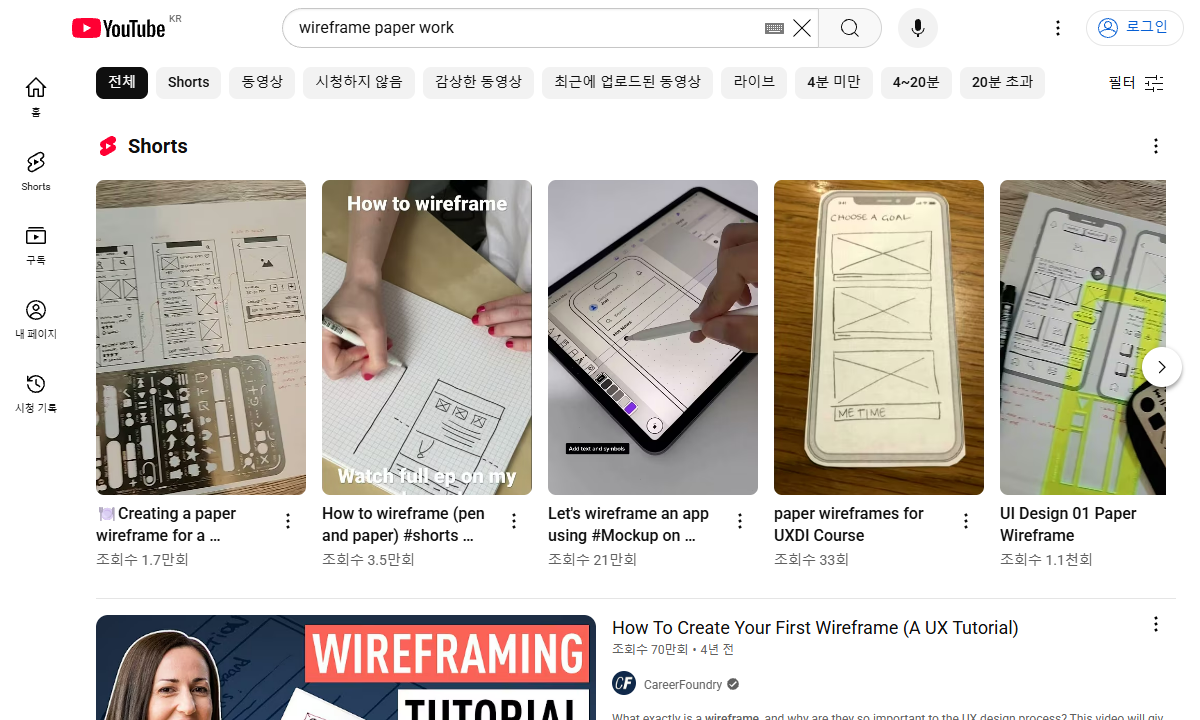 YouTube KR
wireframe paper work
로그인
홈
Shorts
구독
내 페이지
시청 기록
전체
Shorts
동영상
시청하지 않음
감상한 동영상
최근에 업로드된 동영상
라이브
4분 미만
4~20분
20분 초과
필터
Shorts
How to wireframe
Watch full ep on my
Add text and symbols
CHOOSE A GOAL
ME TIME
🍽️Creating a paper
wireframe for a ...
조회수 1.7만회
How to wireframe (pen
and paper) #shorts ...
조회수 3.5만회
Let's wireframe an app
using #Mockup on ...
조회수 21만회
paper wireframes for
UXDI Course
조회수 33회
UI Design 01 Paper
Wireframe
조회수 1.1천회
WIREFRAMING
TUTORIAL
How To Create Your First Wireframe (A UX Tutorial)
조회수 70만회 • 4년 전
CF
CareerFoundry
What exactly is a wireframe, and why are they so important to the UX design process? This video will giv